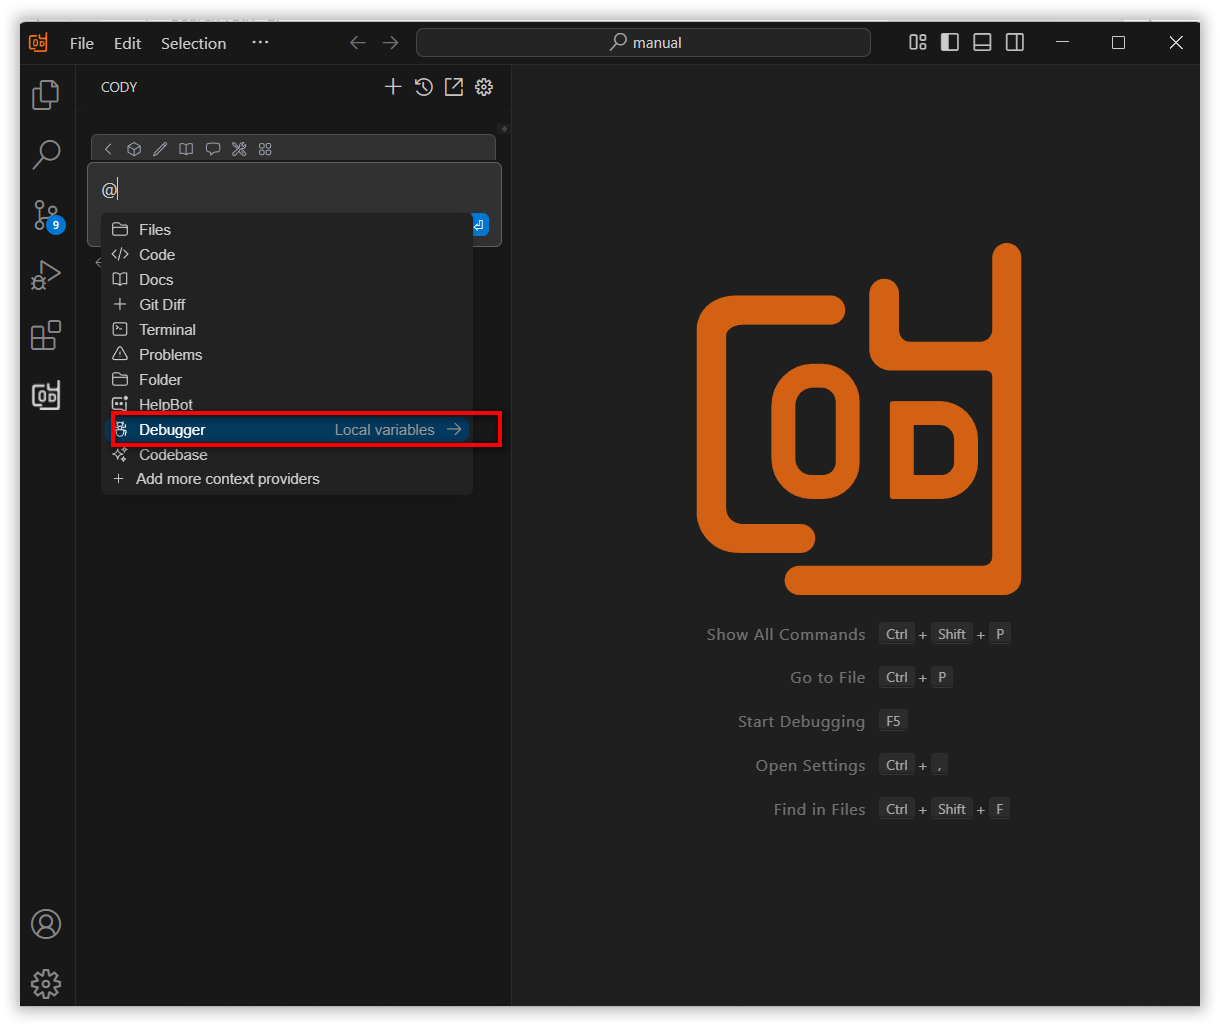 File Edit Selection ··· manual
CODY
@
Files
Code
Docs
Git Diff
Terminal
Problems
Folder
HelpBot
Debugger Local variables
Codebase
+ Add more context providers
9
OD
Show All Commands Ctrl + Shift + P
Go to File Ctrl + P
Start Debugging F5
Open Settings Ctrl + ,
Find in Files Ctrl + Shift + F